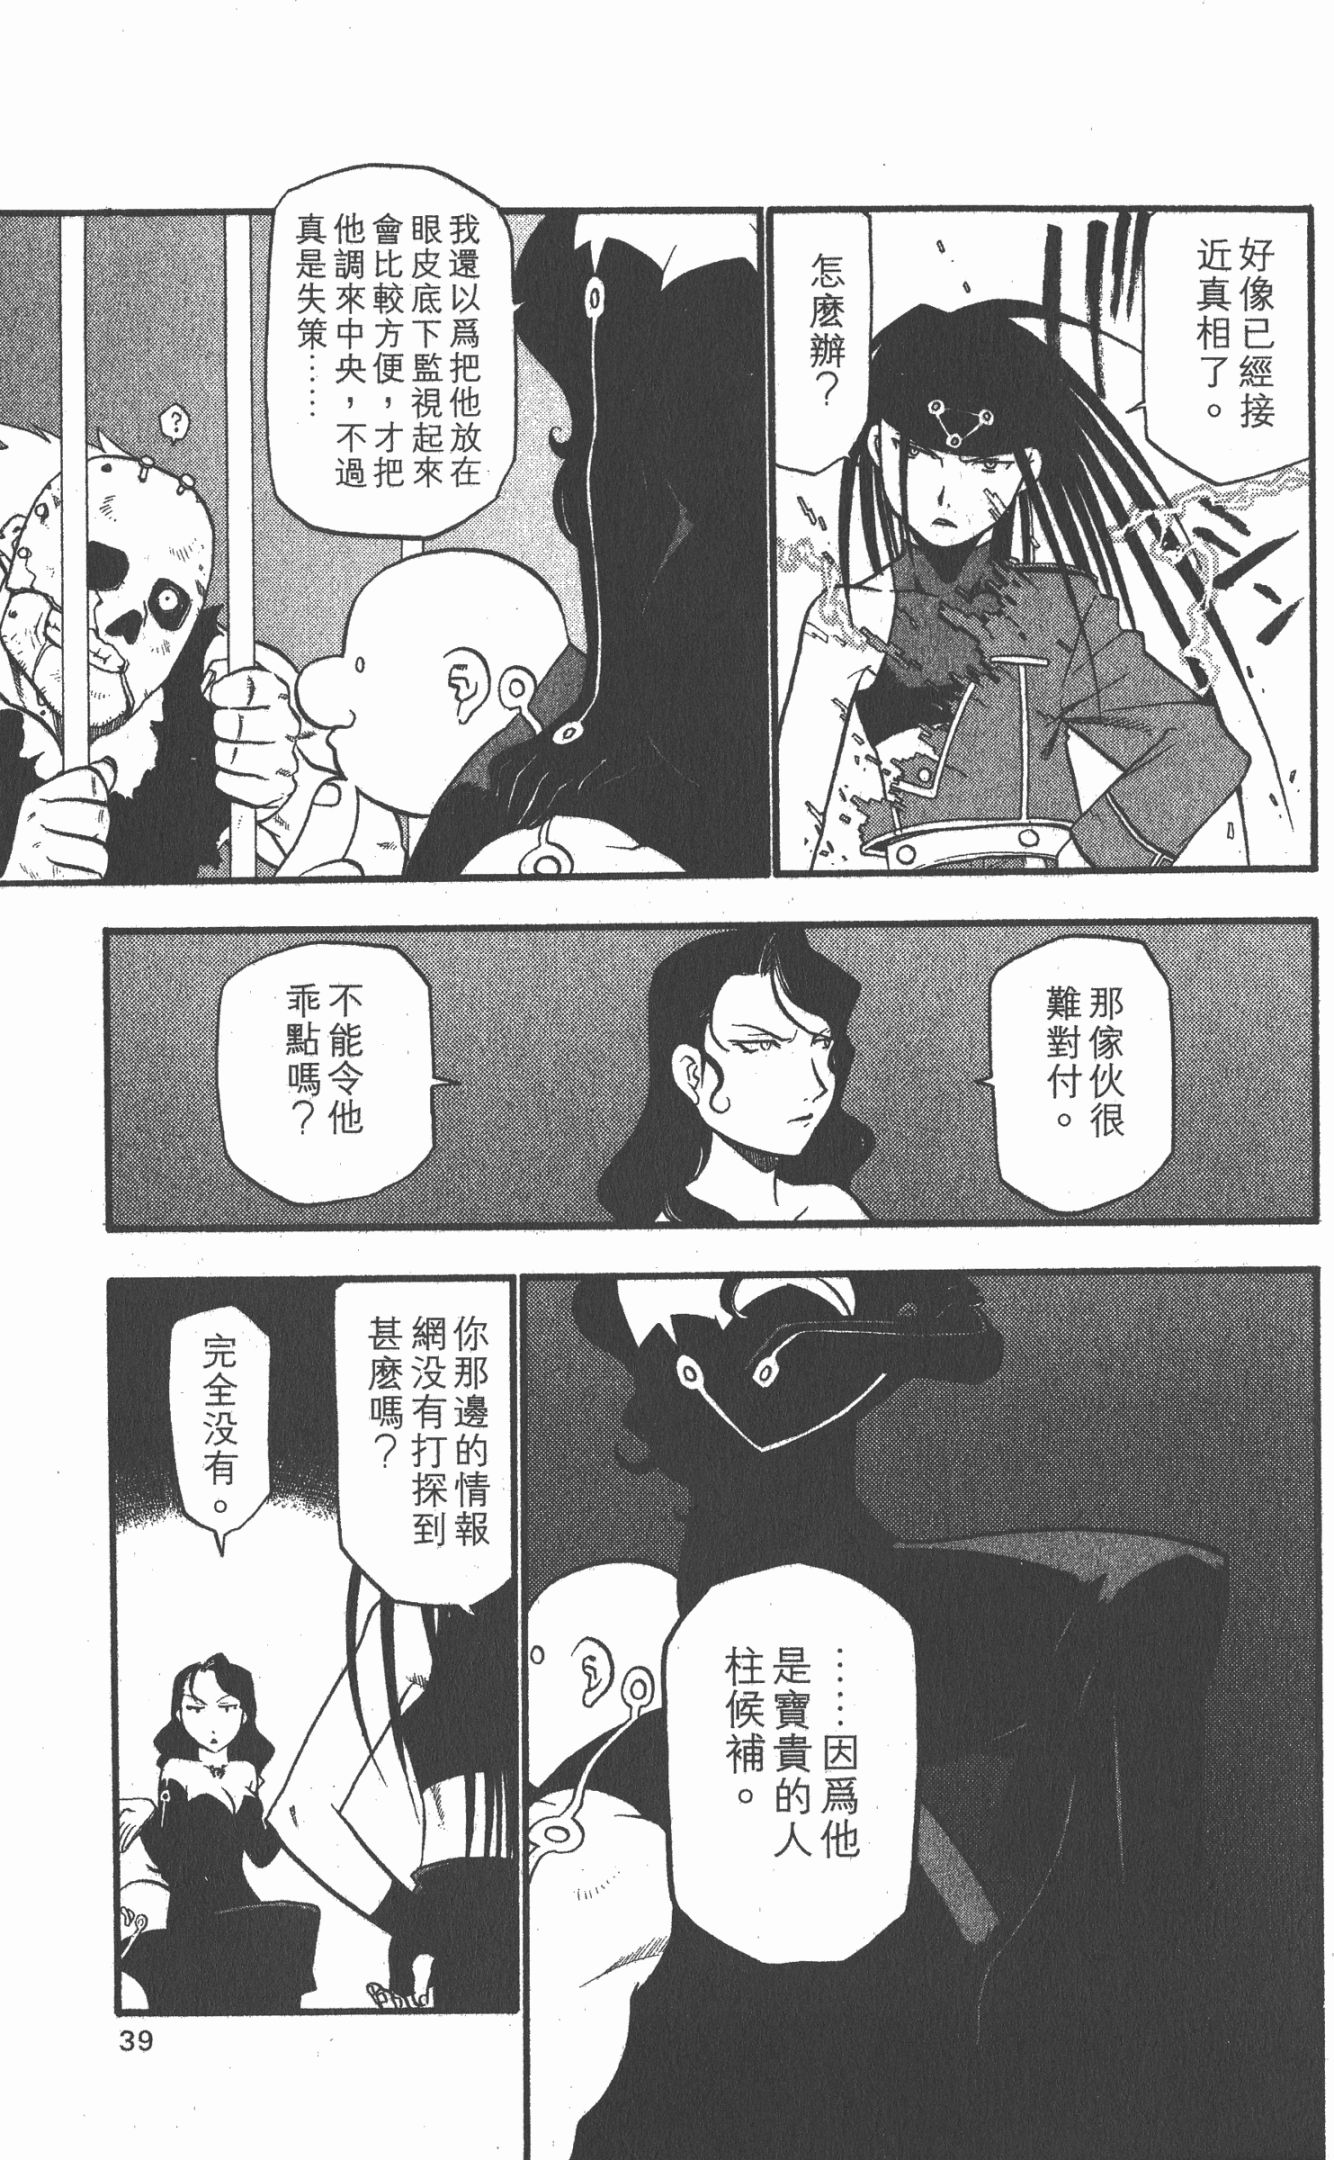 好像已經接
近真相了。
怎麼辦？
我還以爲把他放在
眼皮底下監視起來
會比較方便，才把
他調來中央，不過
真是失策……
？
那傢伙很
難對付。
不能令他
乖點嗎？
……因爲他
是寶貴的人
柱候補。
你那邊的情報
網没有打探到
甚麼嗎？
完全没有。
39